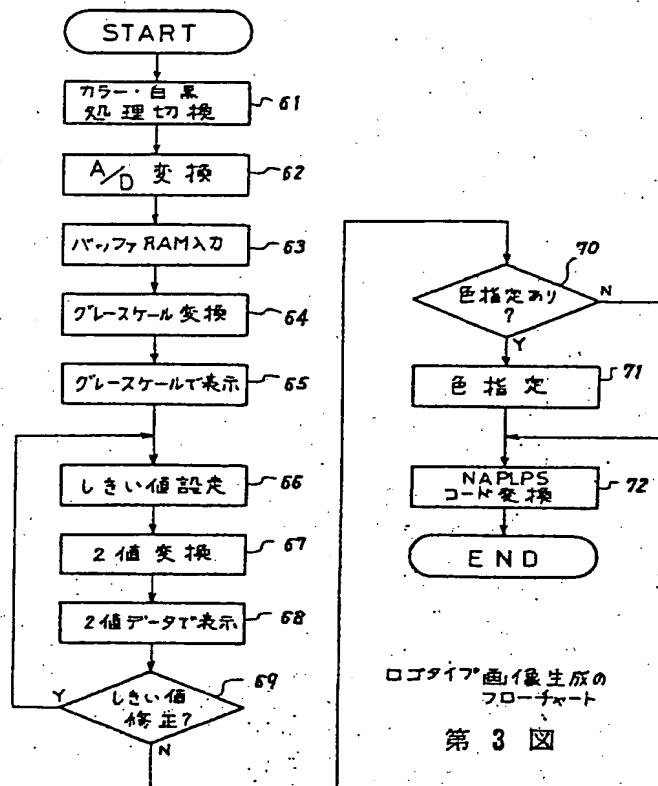 START
カラー・白黒
処理切換
61
A/D 変換
62
バッファRAM入力
63
グレースケール変換
64
グレースケールで表示
65
しきい値設定
66
2値変換
67
2値データで表示
68
しきい値
修正?
69
Y
N
色指定あり
?
70
N
Y
色指定
71
NAPLPS
コード変換
72
END
ロゴタイプ画像生成の
フローチャート
第 3 図